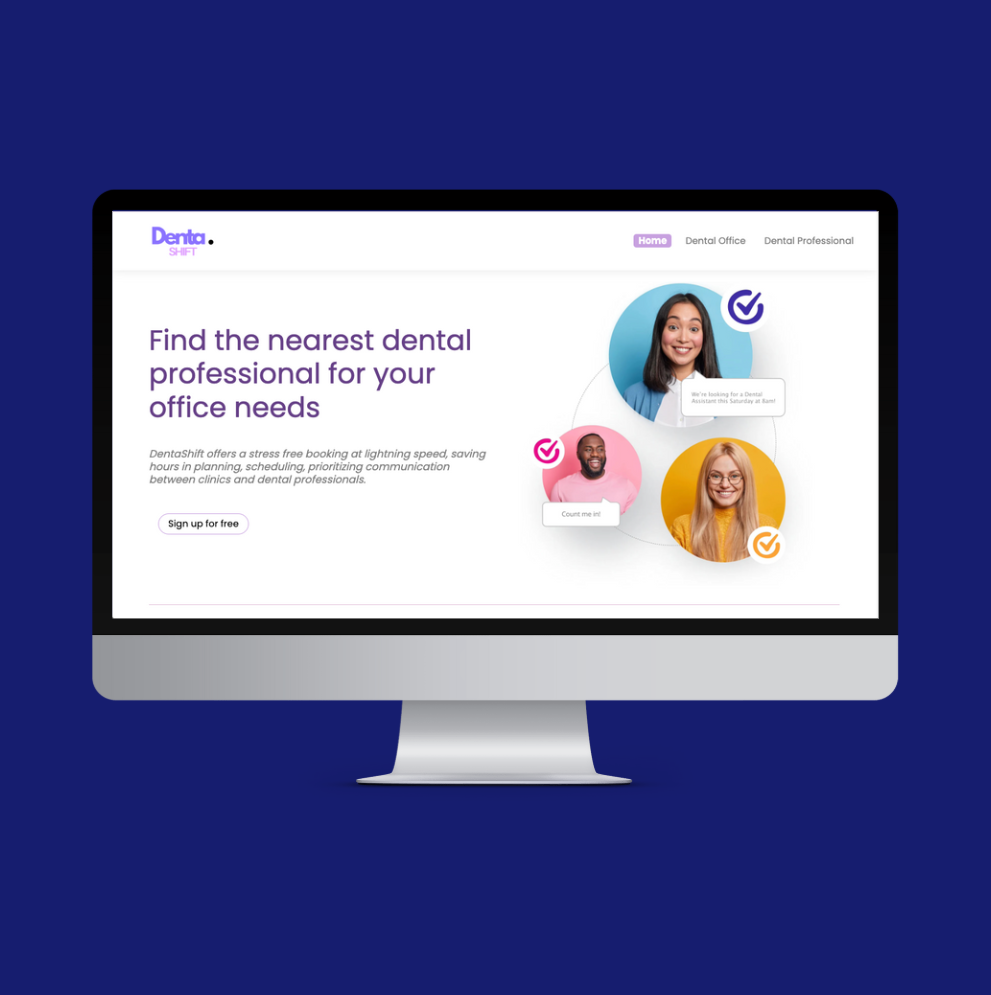 Denta.
SHIFT
Home Dental Office Dental Professional
Find the nearest dental
professional for your
office needs
DentaShift offers a stress free booking at lightning speed, saving
hours in planning, scheduling, prioritizing communication
between clinics and dental professionals.
Sign up for free
We're looking for a Dental
Assistant this Saturday at 8am!
Count me in!